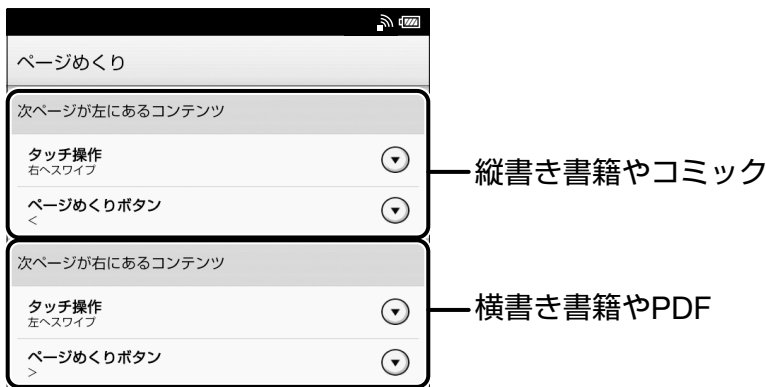 ページめくり
次ページが左にあるコンテンツ
タッチ操作
右へスワイプ
ページめくりボタン
<
縦書き書籍やコミック
次ページが右にあるコンテンツ
タッチ操作
左へスワイプ
ページめくりボタン
>
横書き書籍やPDF